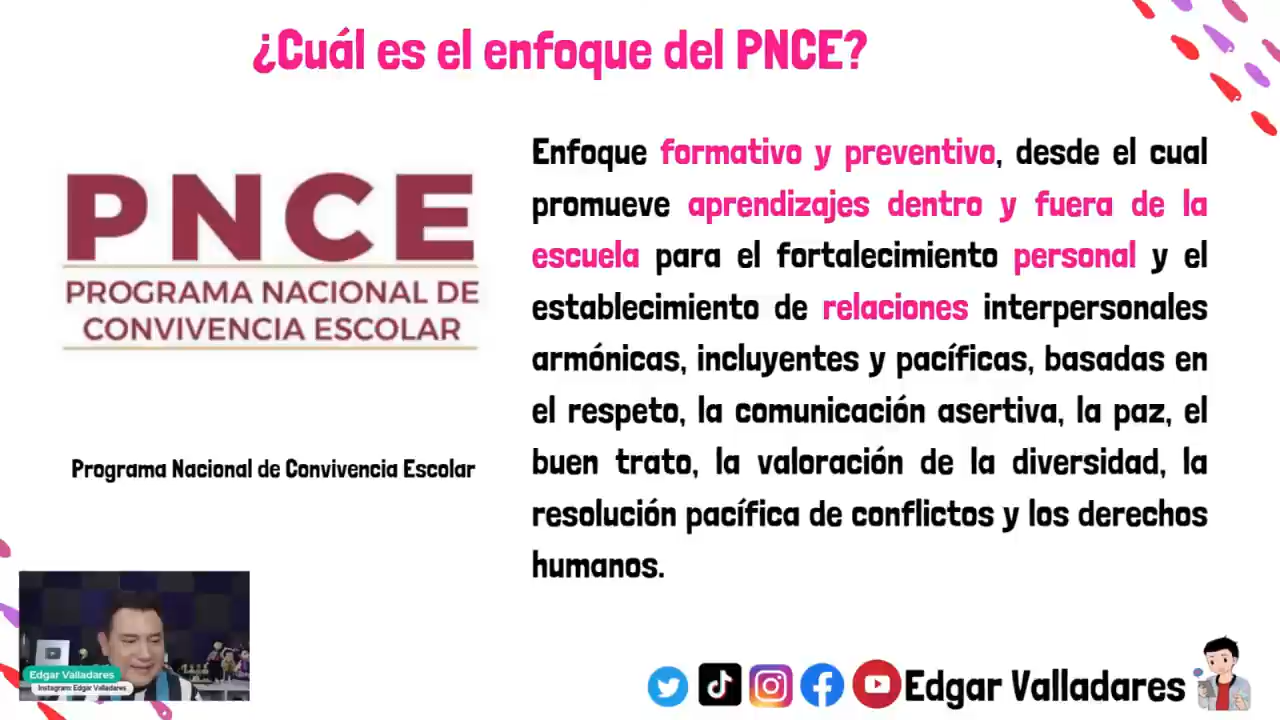 ¿Cuál es el enfoque del PNCE?
PNCE
PROGRAMA NACIONAL DE
CONVIVENCIA ESCOLAR
Programa Nacional de Convivencia Escolar
Enfoque formativo y preventivo, desde el cual
promueve aprendizajes dentro y fuera de la
escuela para el fortalecimiento personal y el
establecimiento de relaciones interpersonales
armónicas, incluyentes y pacíficas, basadas en
el respeto, la comunicación asertiva, la paz, el
buen trato, la valoración de la diversidad, la
resolución pacífica de conflictos y los derechos
humanos.
Edgar Valladares
Instagram: Edgar Valladares
Edgar Valladares